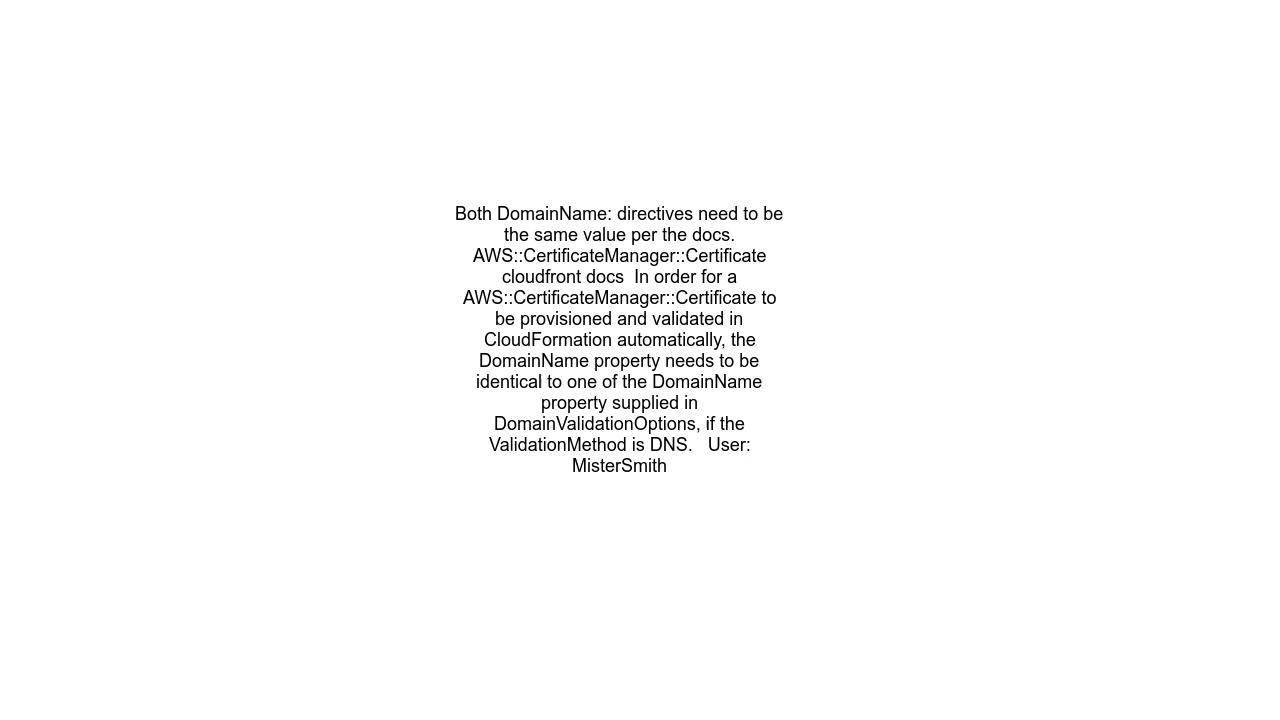 Both DomainName: directives need to be
the same value per the docs.
AWS::CertificateManager::Certificate
cloudfront docs  In order for a
AWS::CertificateManager::Certificate to
be provisioned and validated in
CloudFormation automatically, the
DomainName property needs to be
identical to one of the DomainName
property supplied in
DomainValidationOptions, if the
ValidationMethod is DNS.   User:
MisterSmith